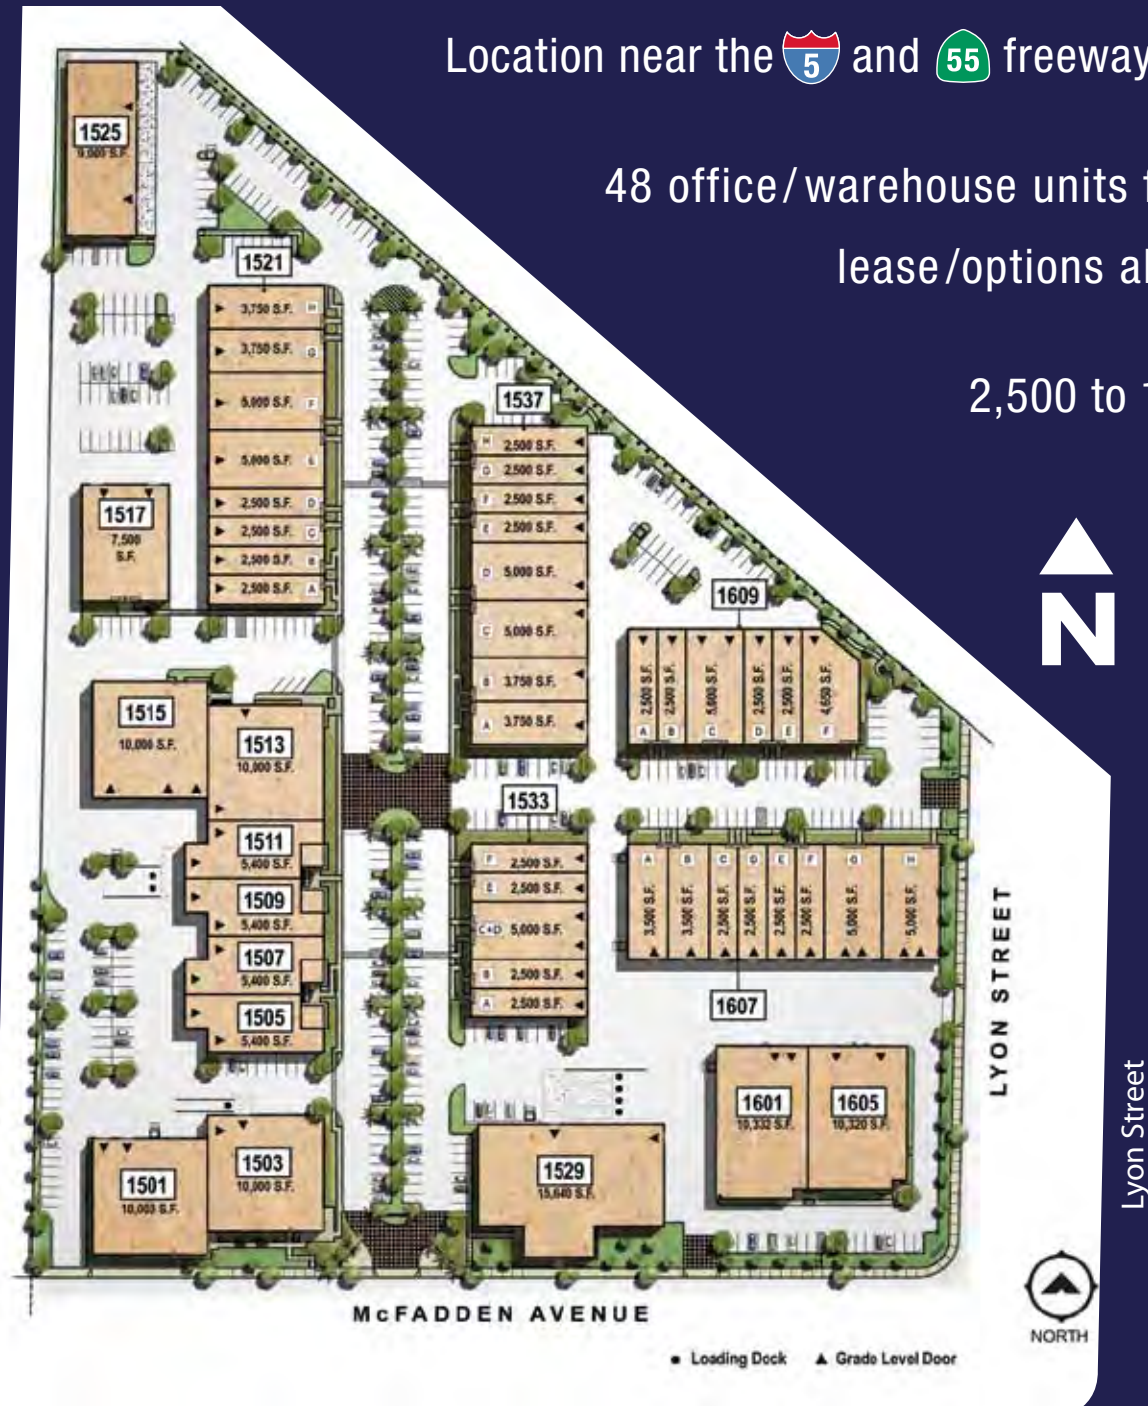 Location near the 5 and 55 freeway
48 office/warehouse units
lease/options
2,500 to
1525
9,000 S.F.
1521
3,750 S.F. H
3,750 S.F. G
5,000 S.F. F
5,000 S.F. E
2,500 S.F. D
2,500 S.F. C
2,500 S.F. B
2,500 S.F. A
1537
H 2,500 S.F.
G 2,500 S.F.
F 2,500 S.F.
E 2,500 S.F.
D 5,000 S.F.
C 5,000 S.F.
B 3,750 S.F.
A 3,750 S.F.
1517
7,500
S.F.
N
1609
2,500 S.F. A
2,500 S.F. B
5,000 S.F. C
2,500 S.F. D
2,500 S.F. E
4,650 S.F. F
1515
10,000 S.F.
1513
10,000 S.F.
1511
5,400 S.F.
1509
5,400 S.F.
1507
5,400 S.F.
1505
5,400 S.F.
1533
F 2,500 S.F.
E 2,500 S.F.
C+D 5,000 S.F.
B 2,500 S.F.
A 2,500 S.F.
A 3,500 S.F.
B 3,500 S.F.
C 2,500 S.F.
D 2,500 S.F.
E 2,500 S.F.
F 2,500 S.F.
G 5,000 S.F.
H 5,000 S.F.
1607
LYON STREET
Lyon Street
1601
10,332 S.F.
1605
10,320 S.F.
1501
10,003 S.F.
1503
10,000 S.F.
1529
15,640 S.F.
McFADDEN AVENUE
NORTH
● Loading Dock ▲ Grade Level Door